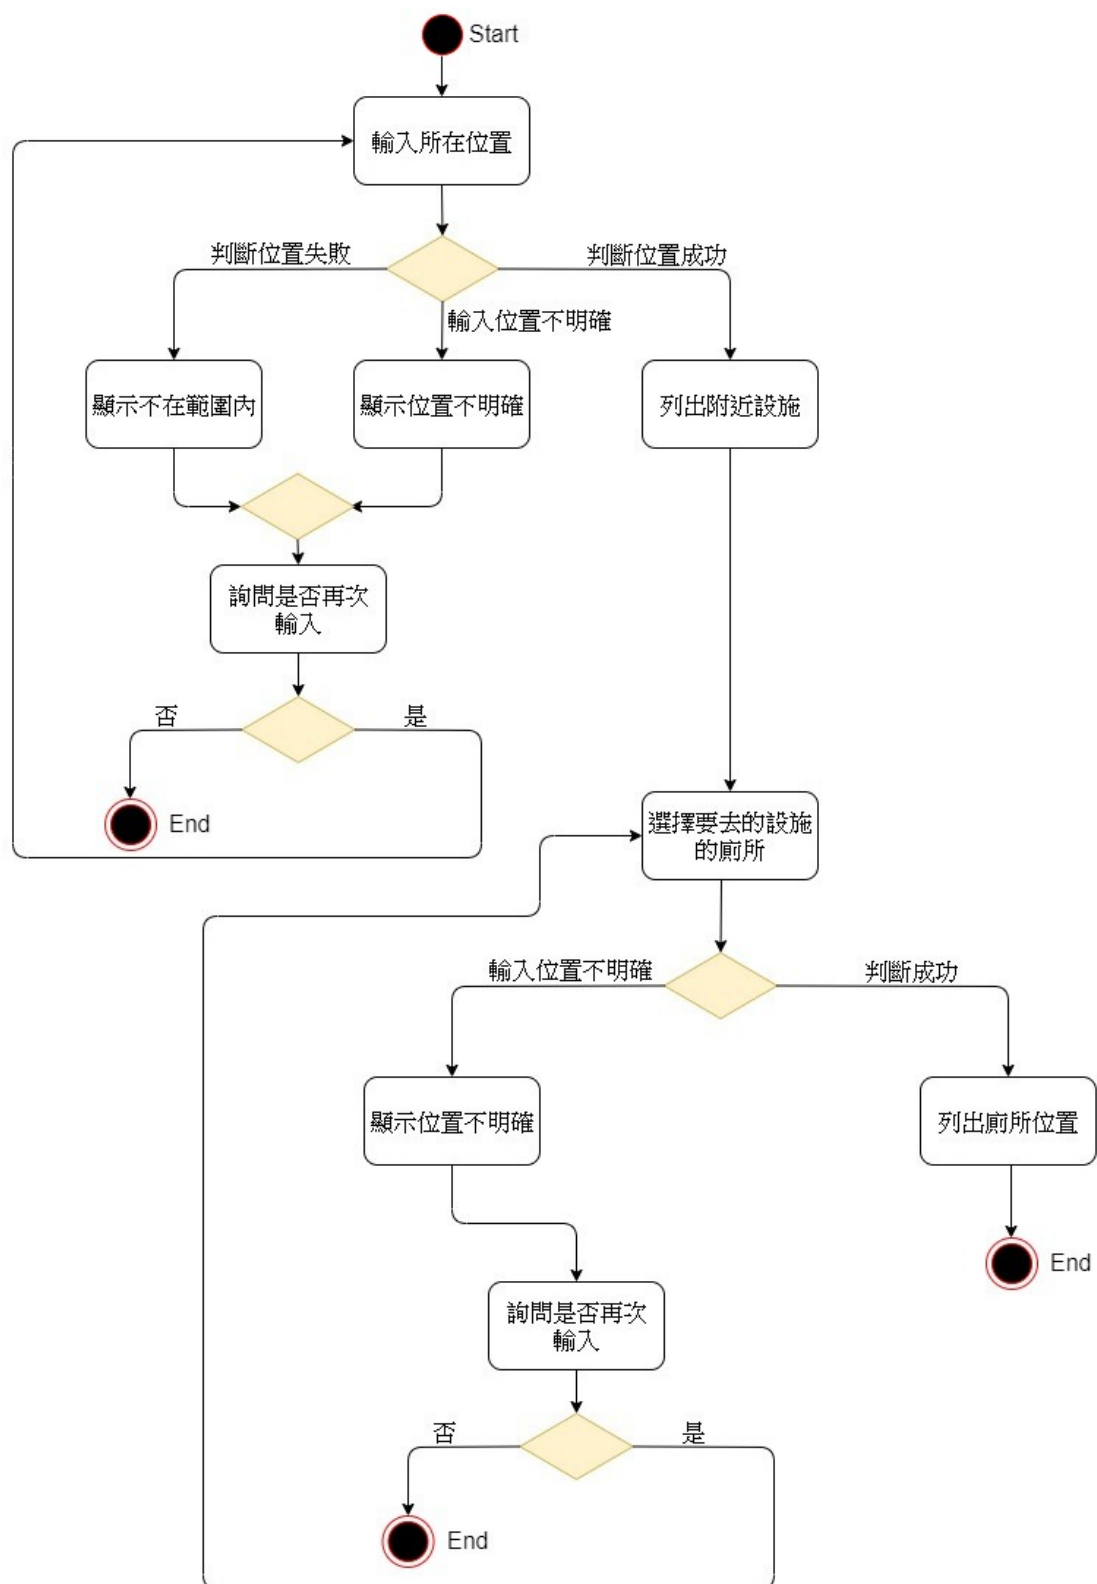 Start
輸入所在位置
判斷位置失敗
判斷位置成功
輸入位置不明確
顯示不在範圍內
顯示位置不明確
列出附近設施
詢問是否再次
輸入
否
是
End
選擇要去的設施
的廁所
輸入位置不明確
判斷成功
顯示位置不明確
列出廁所位置
End
詢問是否再次
輸入
否
是
End